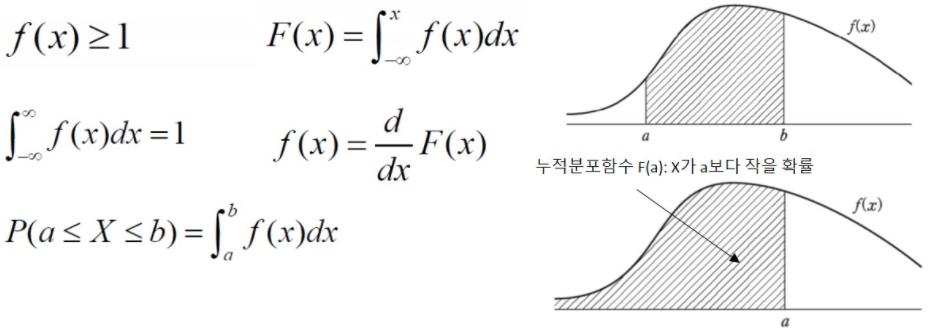 f(x) ≥ 1
F(x) = ∫_{-∞}^{x} f(x)dx
∫_{-∞}^{∞} f(x)dx = 1
f(x) = \frac{d}{dx} F(x)
P(a ≤ X ≤ b) = ∫_{a}^{b} f(x)dx
f(x)
a b
누적분포함수 F(a): X가 a보다 작을 확률
f(x)
a